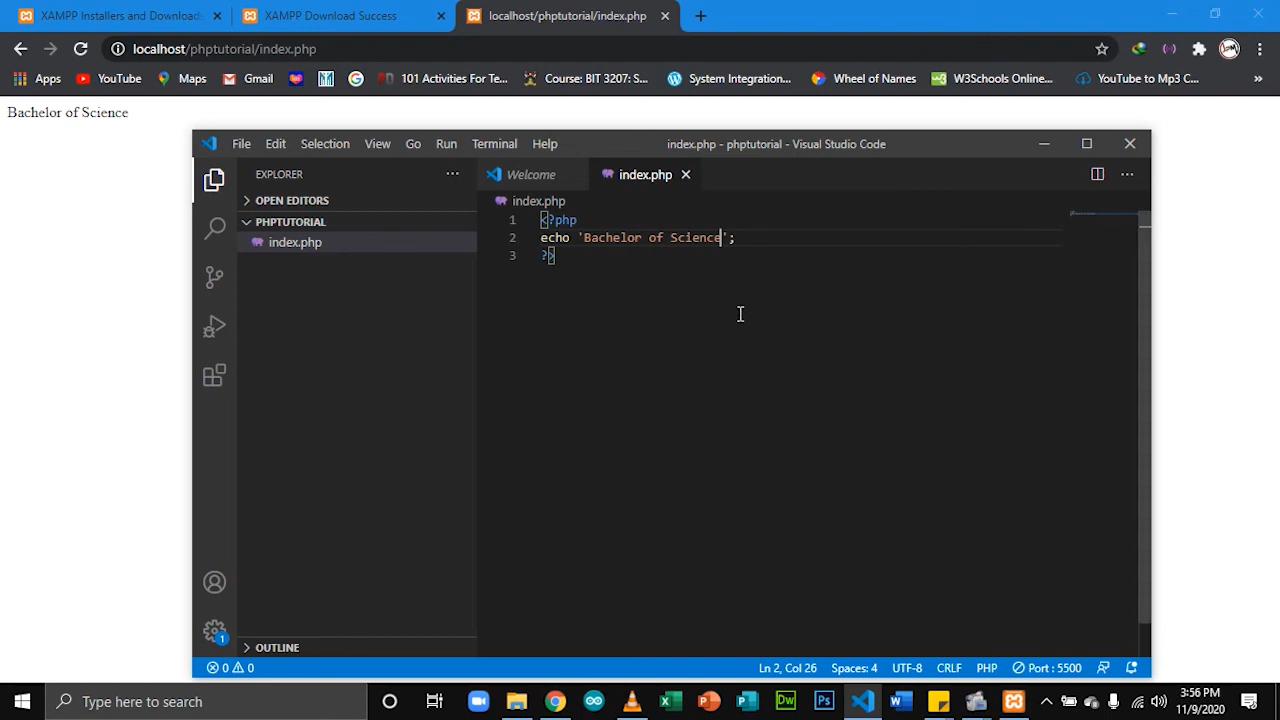 XAMPP Installers and Downloads
XAMPP Download Success
localhost/phptutorial/index.php
localhost/phptutorial/index.php
Apps
YouTube
Maps
Gmail
101 Activities For Te...
Course: BIT 3207: S...
System Integration...
Wheel of Names
W3Schools Online...
YouTube to Mp3 C...
Bachelor of Science
File Edit Selection View Go Run Terminal Help
index.php - phptutorial - Visual Studio Code
EXPLORER
Welcome
index.php
OPEN EDITORS
index.php
PHPTUTORIAL
index.php
1 <?php
2 echo 'Bachelor of Science';
3 ?>
OUTLINE
1
0 0
Ln 2, Col 26 Spaces: 4 UTF-8 CRLF PHP Port : 5500
Type here to search
3:56 PM
11/9/2020